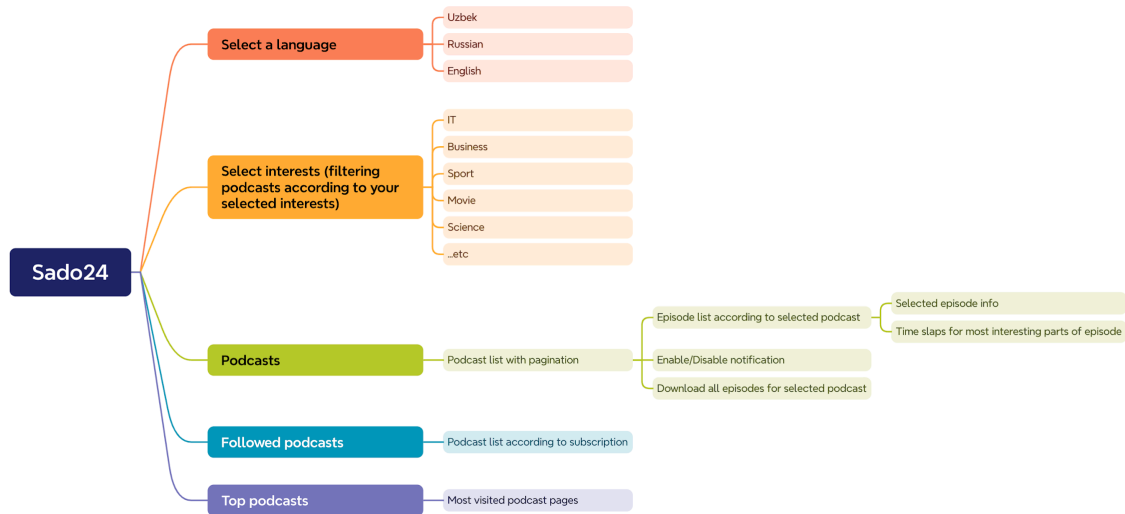 Sado24
Select a language
Uzbek
Russian
English
Select interests (filtering
podcasts according to your
selected interests)
IT
Business
Sport
Movie
Science
...etc
Podcasts
Podcast list with pagination
Episode list according to selected podcast
Selected episode info
Time slaps for most interesting parts of episode
Enable/Disable notification
Download all episodes for selected podcast
Followed podcasts
Podcast list according to subscription
Top podcasts
Most visited podcast pages